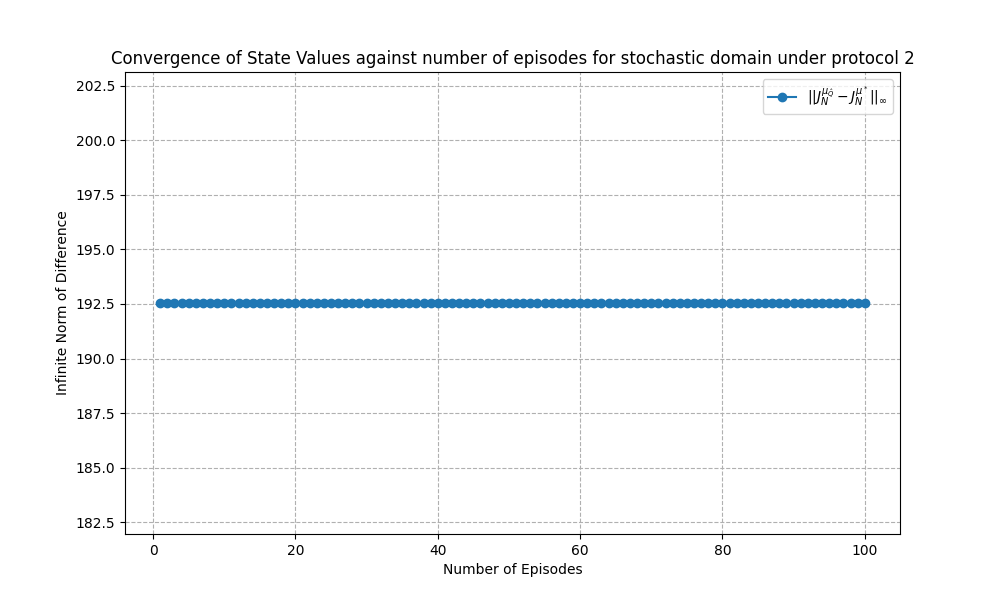 Convergence of State Values against number of episodes for stochastic domain under protocol 2
202.5
200.0
197.5
195.0
192.5
190.0
187.5
185.0
182.5
Infinite Norm of Difference
||J_N^{μ_{Q̂}} − J_N^{μ*}||_∞
0 20 40 60 80 100
Number of Episodes